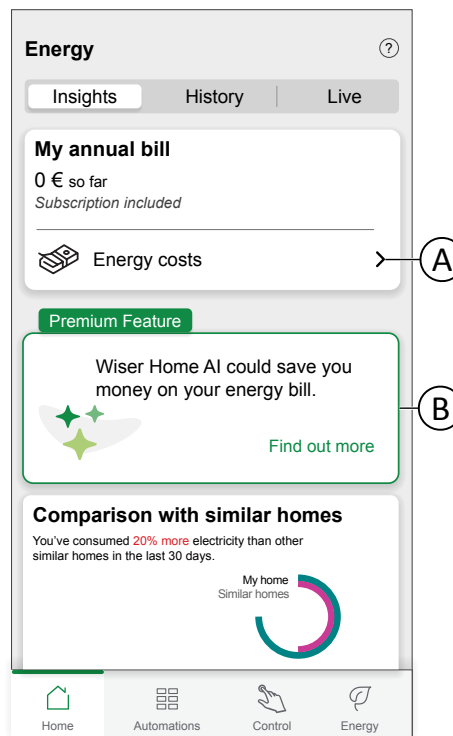 Energy
?
Insights
History
Live
My annual bill
0 € so far
Subscription included
Energy costs
A
Premium Feature
Wiser Home AI could save you
money on your energy bill.
B
Find out more
Comparison with similar homes
You've consumed 20% more electricity than other
similar homes in the last 30 days.
My home
Similar homes
Home
Automations
Control
Energy